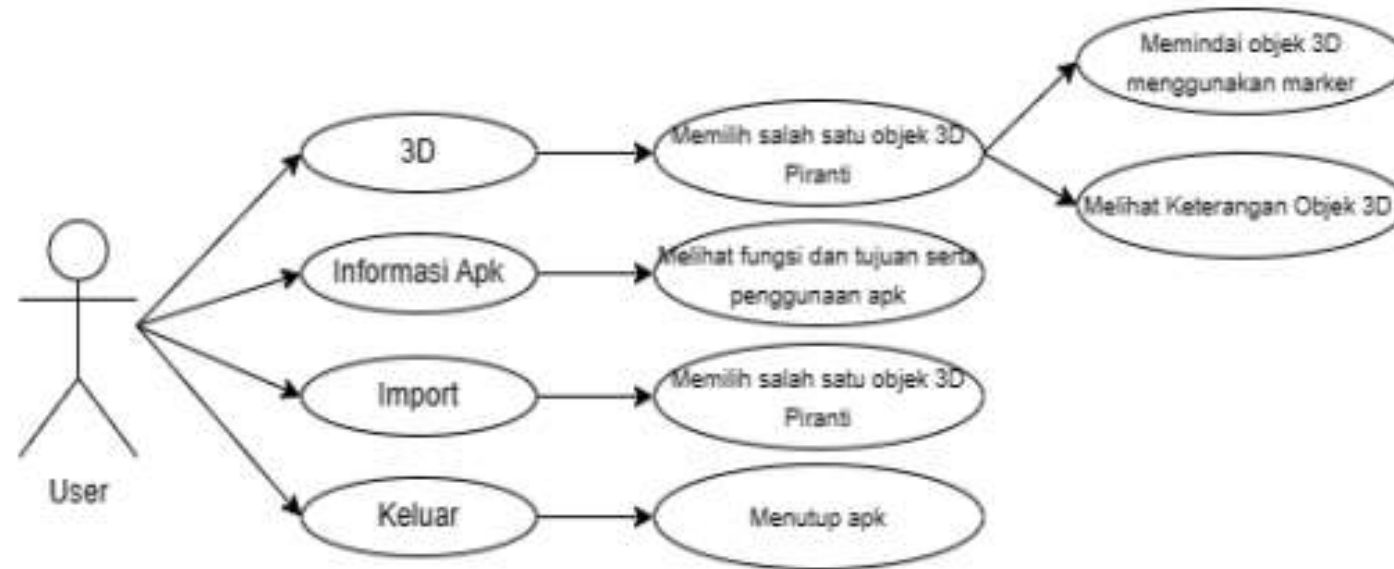 Memindai objek 3D
menggunakan marker
3D
Memilih salah satu objek 3D
Piranti
Melihat Keterangan Objek 3D
Informasi Apk
Melihat fungsi dan tujuan serta
penggunaan apk
Import
Memilih salah satu objek 3D
Piranti
User
Keluar
Menutup apk